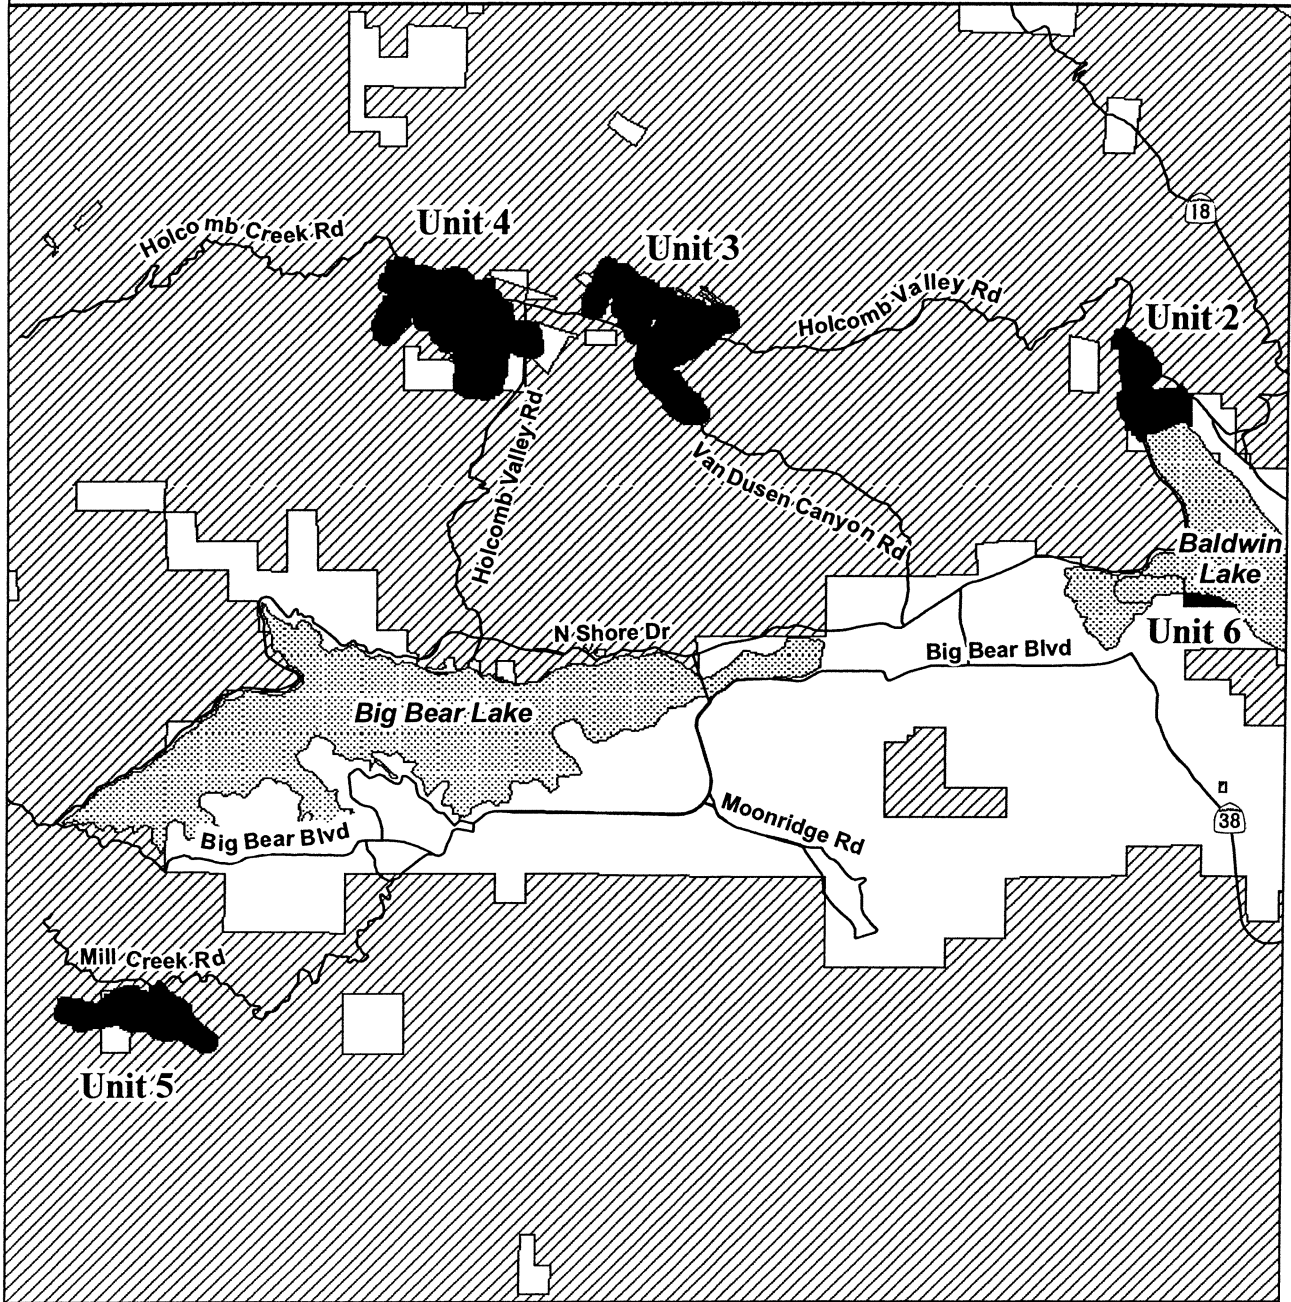 18
Unit 4
Holcomb Creek Rd
Unit 3
Holcomb Valley Rd
Unit 2
Holcomb Valley Rd
Van Dusen Canyon Rd
Baldwin
Lake
N Shore Dr
Unit 6
Big Bear Blvd
Big Bear Lake
Moonridge Rd
38
Big Bear Blvd
Mill Creek Rd
Unit 5